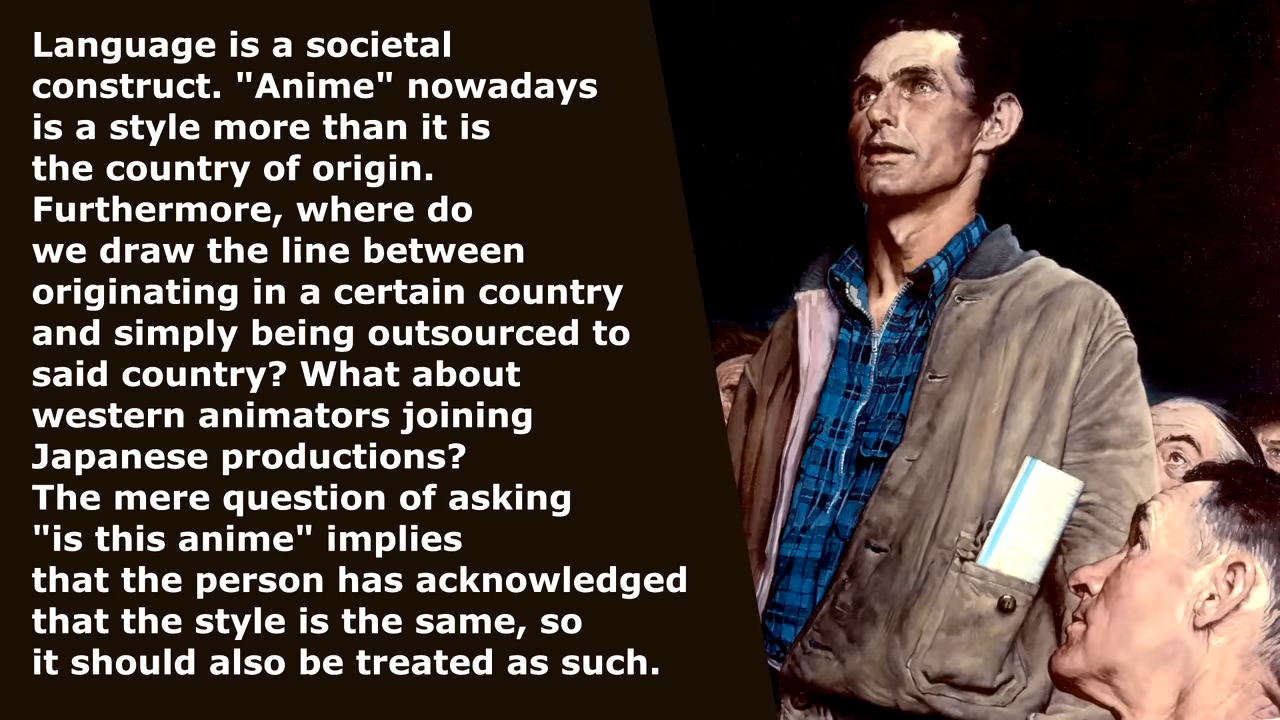 Language is a societal
construct. "Anime" nowadays
is a style more than it is
the country of origin.
Furthermore, where do
we draw the line between
originating in a certain country
and simply being outsourced to
said country? What about
western animators joining
Japanese productions?
The mere question of asking
"is this anime" implies
that the person has acknowledged
that the style is the same, so
it should also be treated as such.